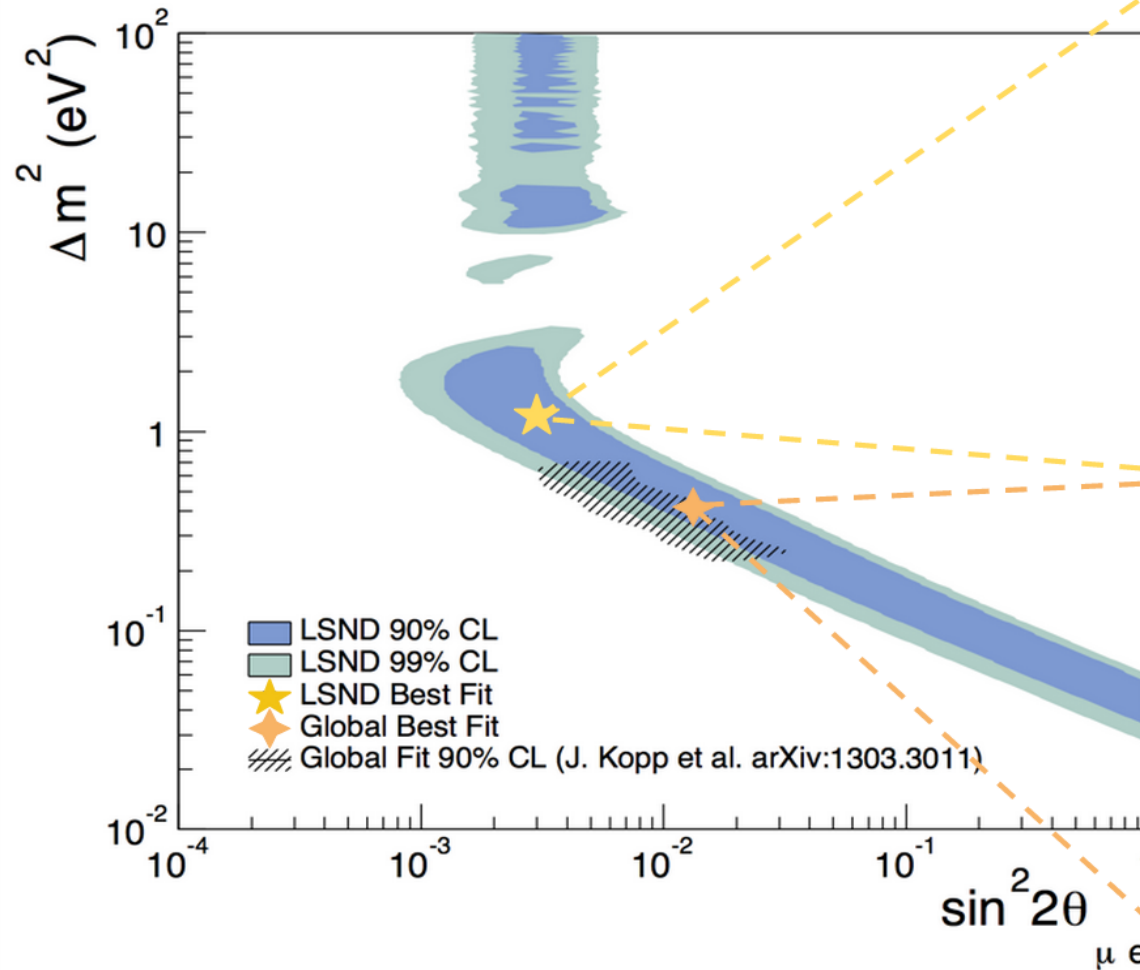 10²
10
1
10⁻¹
10⁻²
Δm² (eV²)
LSND 90% CL
LSND 99% CL
LSND Best Fit
Global Best Fit
Global Fit 90% CL (J. Kopp et al. arXiv:1303.3011)
10⁻⁴ 10⁻³ 10⁻² 10⁻¹
sin²2θ
μ e